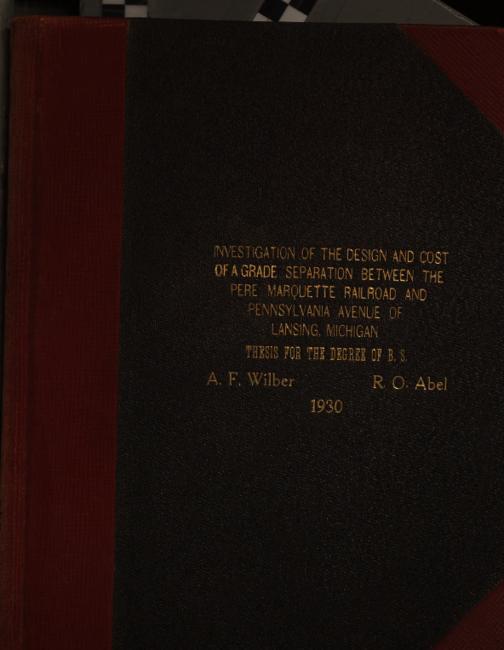 INVESTIGATION OF THE DESIGN AND COST
OF A GRADE SEPARATION BETWEEN THE
PERE MARQUETTE RAILROAD AND
PENNSYLVANIA AVENUE OF
LANSING, MICHIGAN
THESIS FOR THE DEGREE OF B. S.
A. F. Wilber R. O. Abel
1930